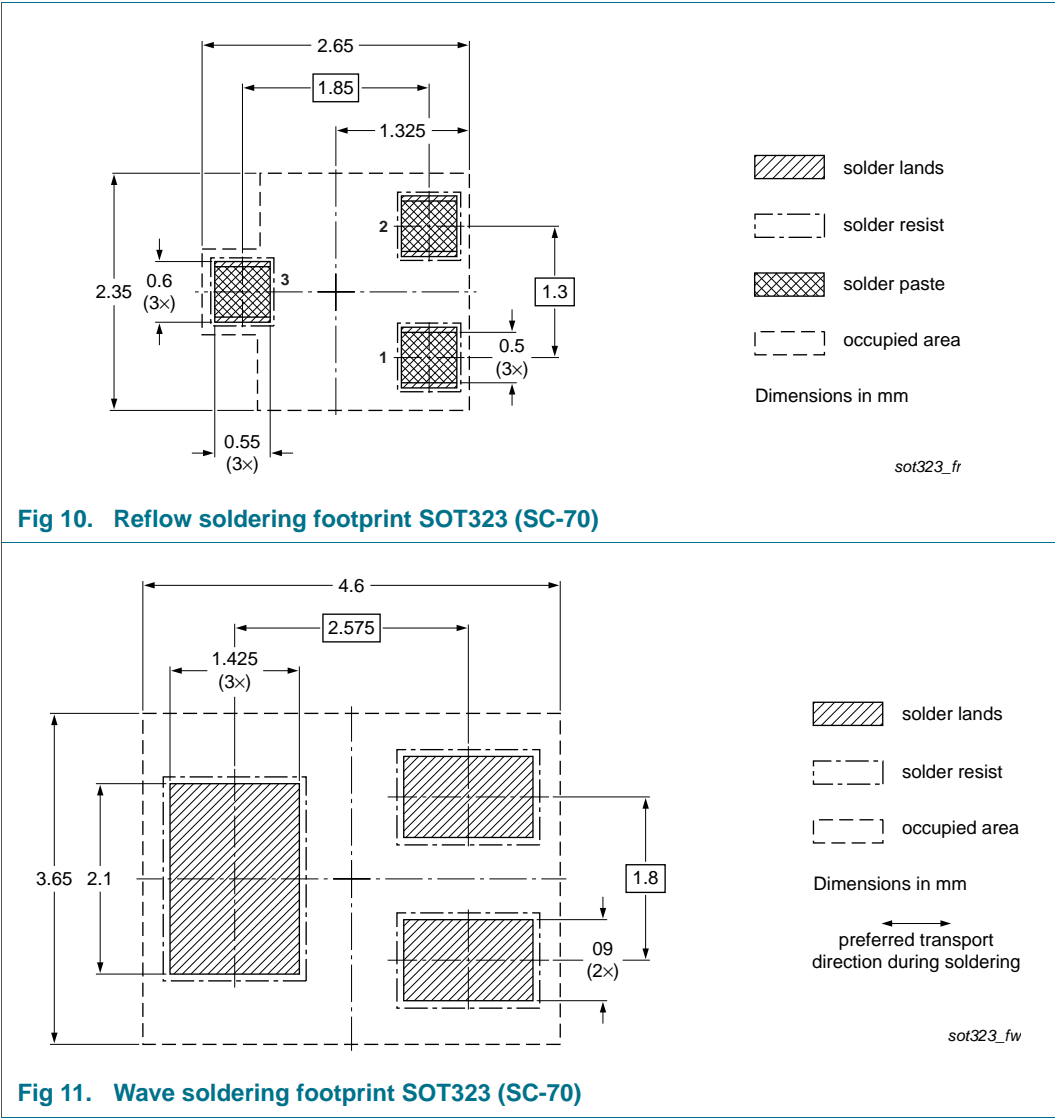 2.65
1.85
1.325
solder lands
2
solder resist
0.6
(3×)
3
2.35
1.3
solder paste
0.5
(3×)
1
occupied area
Dimensions in mm
0.55
(3×)
sot323_fr
Fig 10. Reflow soldering footprint SOT323 (SC-70)
4.6
2.575
1.425
(3×)
solder lands
solder resist
occupied area
3.65 2.1
1.8
Dimensions in mm
09
(2×)
preferred transport
direction during soldering
sot323_fw
Fig 11. Wave soldering footprint SOT323 (SC-70)